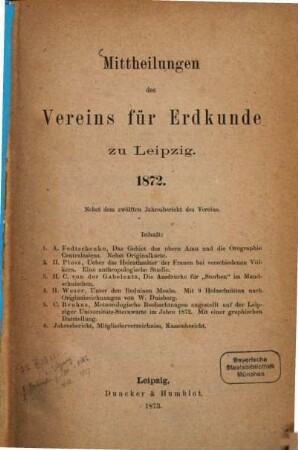 Mittheilungen
des
Vereins für Erdkunde
zu Leipzig.
1872.
Nebst dem zwölften Jahresbericht des Vereins.
Inhalt:
1. A. Fedtschenko, Das Gebiet des obern Amu und die Orographie
Centralasiens. Nebst Originalkarte.
2. H. Ploss, Ueber das Heirathsalter der Frauen bei verschiedenen Völ-
kern. Eine anthropologische Studie.
3. H. C. von der Gabelentz, Die Ausdrücke für „Sterben" im Mand-
schuischen.
4. H. Weser, Unter den Beduinen Moabs. Mit 9 Holzschnitten nach
Originalzeichnungen von W. Duisberg.
5. C. Bruhns, Meteorologische Beobachtungen angestellt auf der Leip-
ziger Universitäts-Sternwarte im Jahre 1872. Mit einer graphischen
Darstellung.
6. Jahresbericht, Mitgliederverzeichniss, Kassenbericht.
Bayerische
Staatsbibliothek
München
Leipzig,
Duncker & Humblot.
1873.